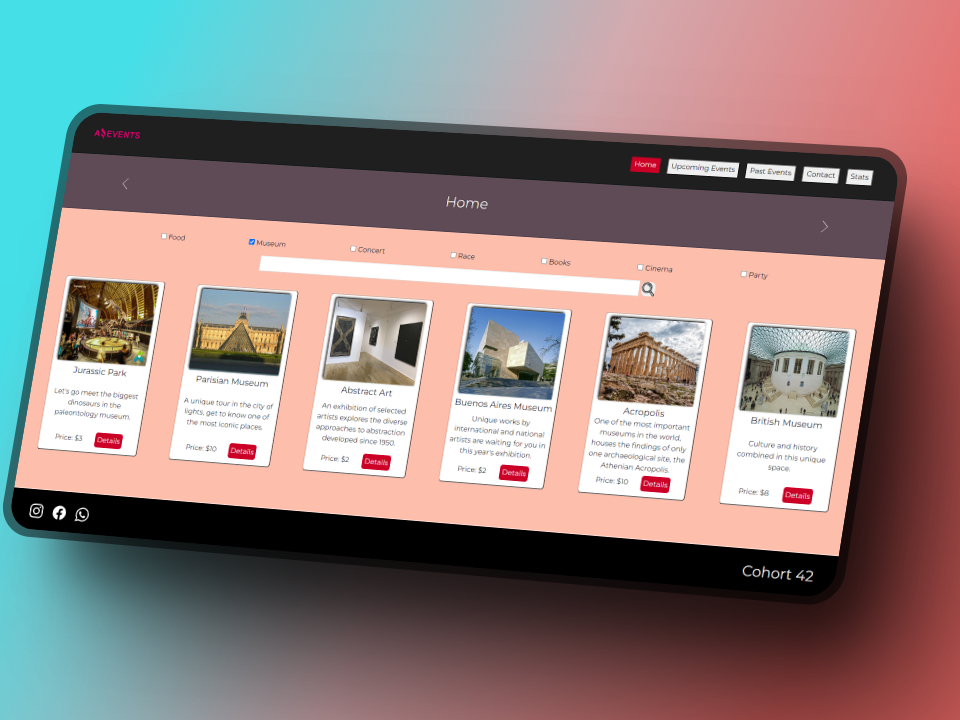 A$EVENTS
Home Upcoming Events Past Events Contact Stats
Home
Food Museum Concert Race Books Cinema Party
Jurassic Park
Let's go meet the biggest
dinosaurs in the
paleontology museum.
Price: $3 Details
Parisian Museum
A unique tour in the city of
lights, get to know one of
the most iconic places.
Price: $10 Details
Abstract Art
An exhibition of selected
artists explores the diverse
approaches to abstraction
developed since 1950.
Price: $2 Details
Buenos Aires Museum
Unique works by
international and national
artists are waiting for you in
this year's exhibition.
Price: $2 Details
Acropolis
One of the most important
museums in the world,
houses the findings of only
one archaeological site, the
Athenian Acropolis.
Price: $10 Details
British Museum
Culture and history
combined in this unique
space.
Price: $8 Details
Cohort 42